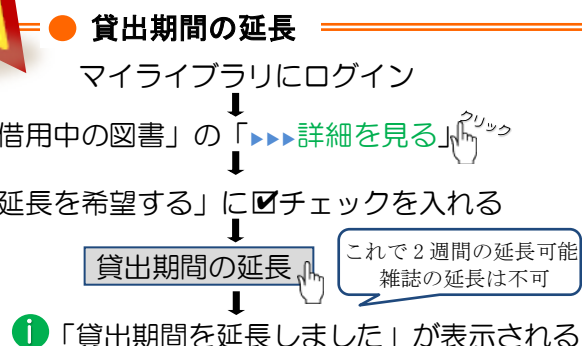 貸出期間の延長
マイライブラリにログイン
借用中の図書」の「▶▶▶詳細を見る」
クリック
延長を希望する」に☑チェックを入れる
貸出期間の延長
これで2週間の延長可能
雑誌の延長は不可
「貸出期間を延長しました」が表示される